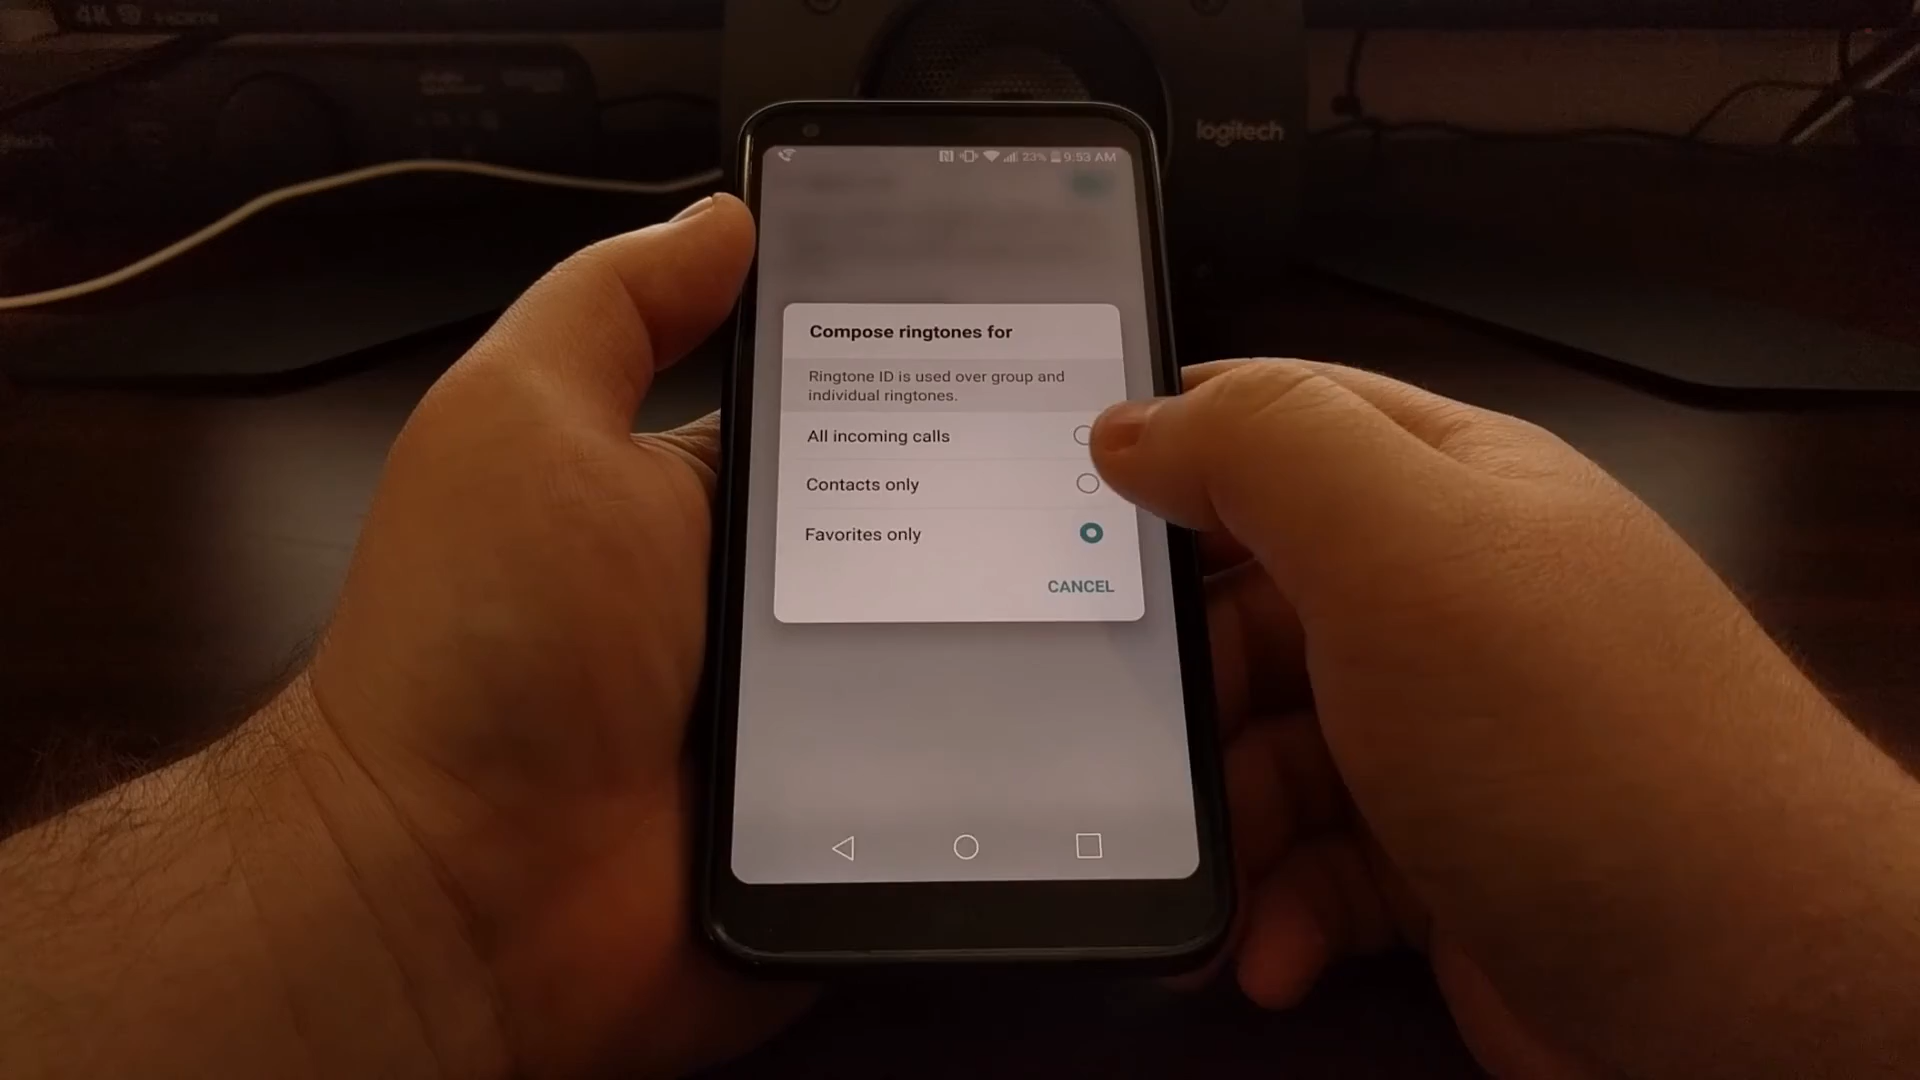 4K HDMI
logitech
23% 9:53 AM
Compose ringtones for
Ringtone ID is used over group and
individual ringtones.
All incoming calls
Contacts only
Favorites only
CANCEL